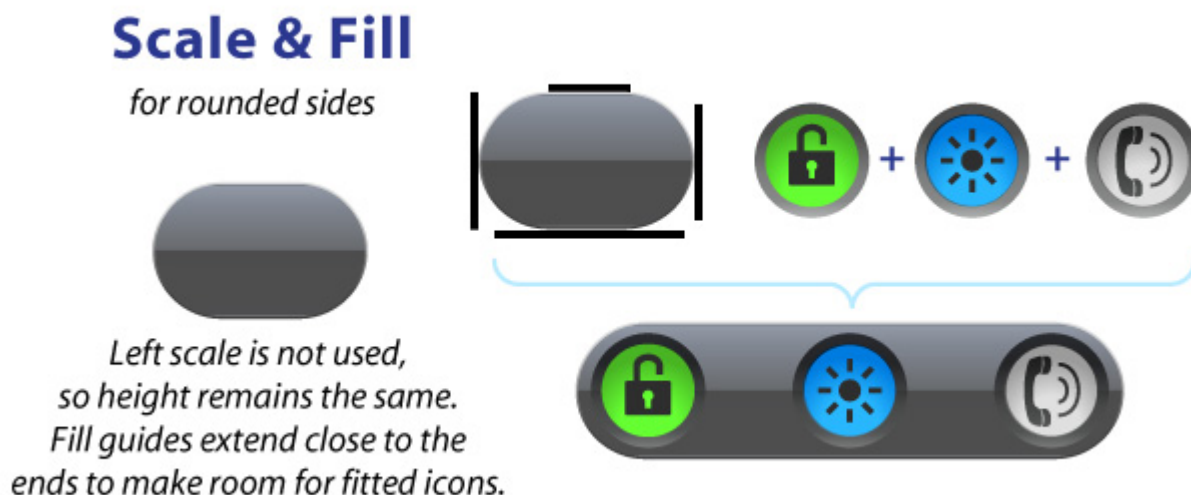 Scale & Fill
for rounded sides
+ +
Left scale is not used,
so height remains the same.
Fill guides extend close to the
ends to make room for fitted icons.